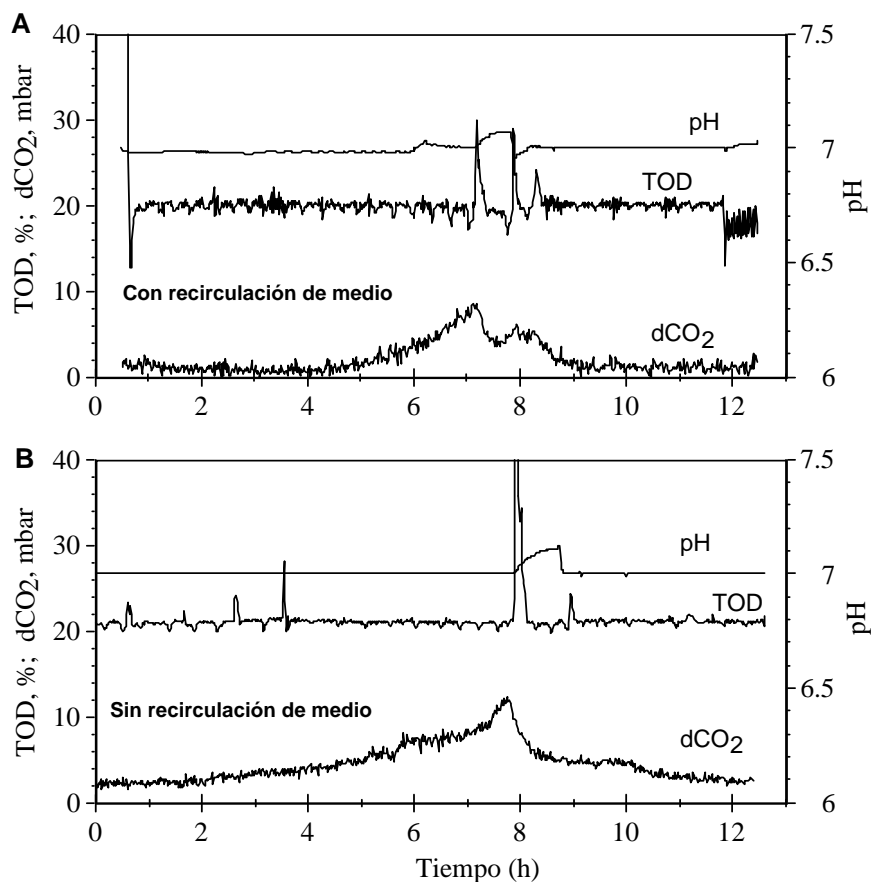 A
40
30
20
10
0
TOD, %; dCO2, mbar
7.5
7
6.5
6
pH
pH
TOD
Con recirculación de medio
dCO2
0 2 4 6 8 10 12
B
40
30
20
10
0
TOD, %; dCO2, mbar
7.5
7
6.5
6
pH
pH
TOD
Sin recirculación de medio
dCO2
0 2 4 6 8 10 12
Tiempo (h)